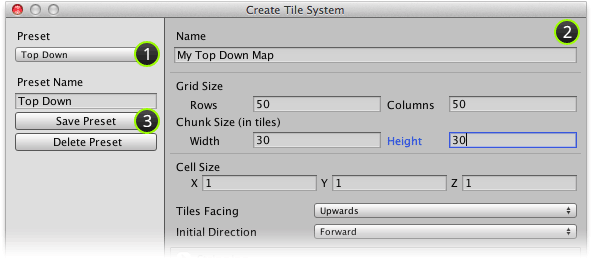 Create Tile System
Preset
Top Down
1
Preset Name
Top Down
Save Preset
3
Delete Preset
2
Name
My Top Down Map
Grid Size
Rows 50 Columns 50
Chunk Size (in tiles)
Width 30 Height 30
Cell Size
X 1 Y 1 Z 1
Tiles Facing Upwards
Initial Direction Forward